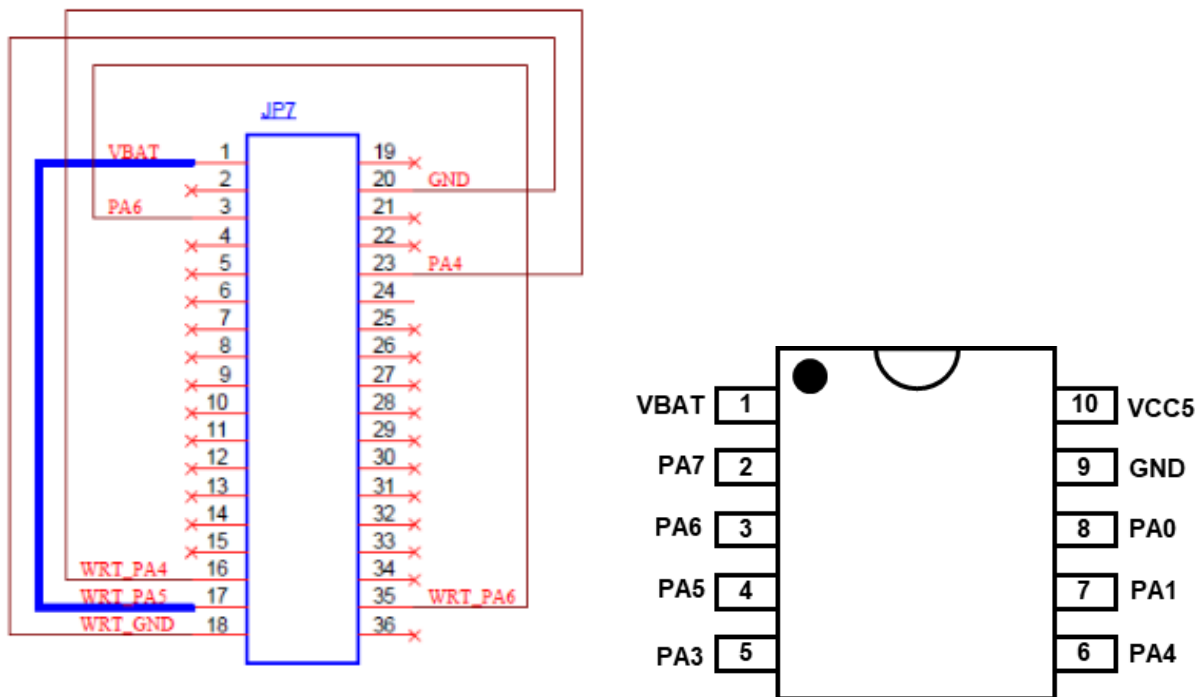 JP7
VBAT 1 19
2 20 GND
PA6 3 21
4 22
5 23 PA4
6 24
7 25
8 26
9 27
10 28
11 29
12 30
13 31
14 32
15 33
WRT_PA4 16 34
WRT_PA5 17 35 WRT_PA6
WRT_GND 18 36
VBAT 1 10 VCC5
PA7 2 9 GND
PA6 3 8 PA0
PA5 4 7 PA1
PA3 5 6 PA4